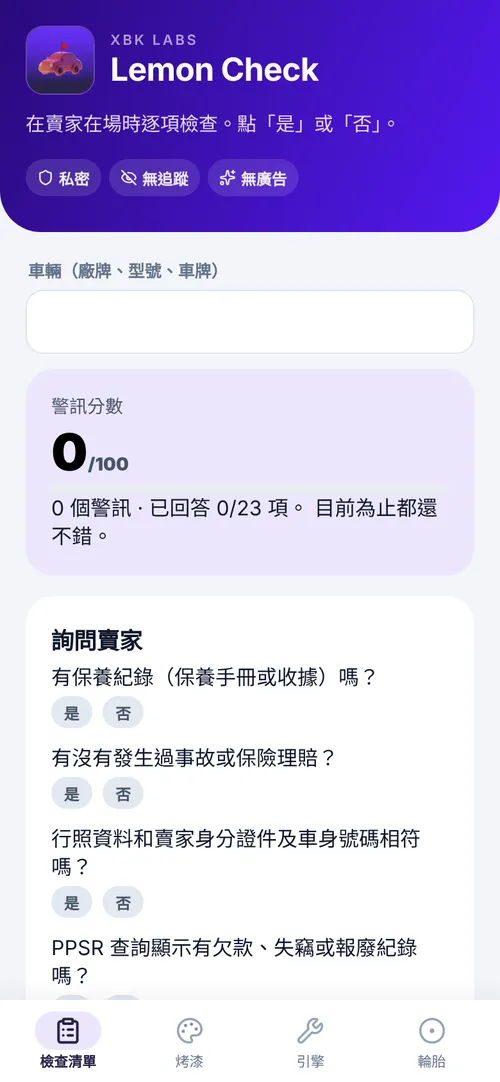 XBK LABS
Lemon Check
在賣家在場時逐項檢查。點「是」或「否」。
私密
無追蹤
無廣告
車輛（廠牌、型號、車牌）
警訊分數
0/100
0 個警訊 · 已回答 0/23 項。 目前為止都還
不錯。
詢問賣家
有保養紀錄（保養手冊或收據）嗎？
是
否
有沒有發生過事故或保險理賠？
是
否
行照資料和賣家身分證件及車身號碼相符
嗎？
是
否
PPSR 查詢顯示有欠款、失竊或報廢紀錄
嗎？
檢查清單
烤漆
引擎
輪胎